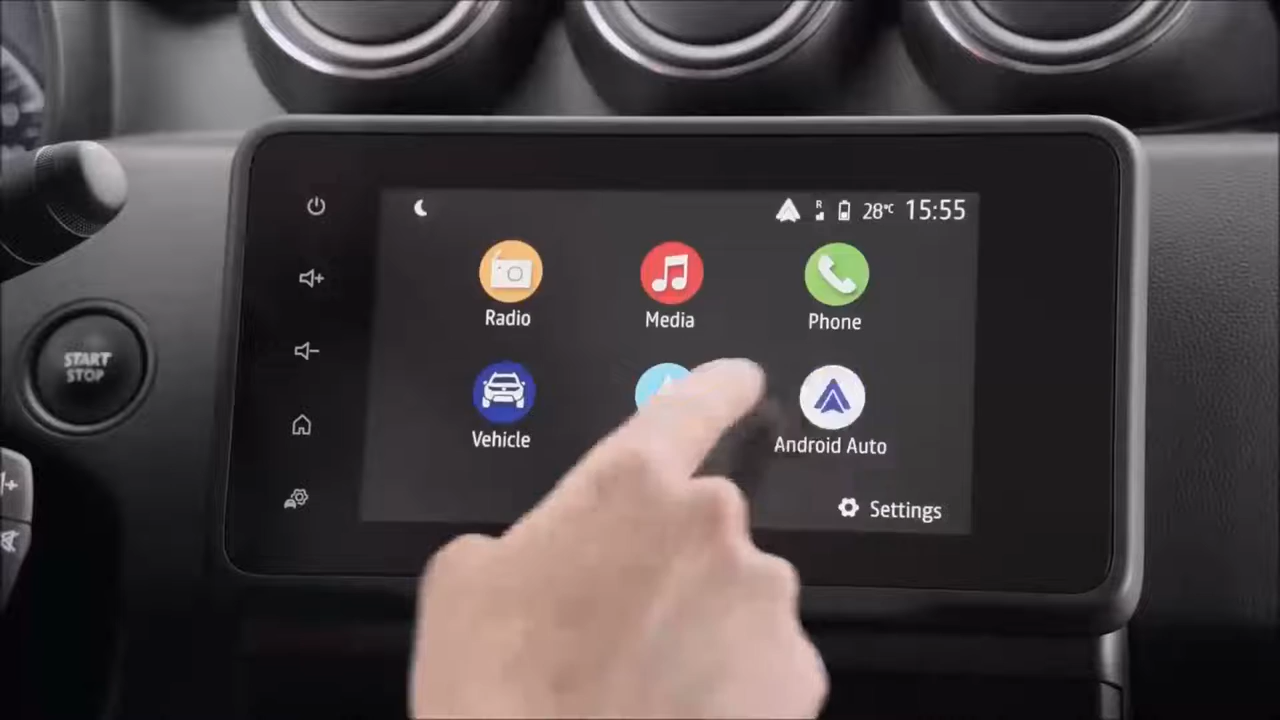 R
28°C
15:55
Radio
Media
Phone
START
STOP
Vehicle
Android Auto
Settings